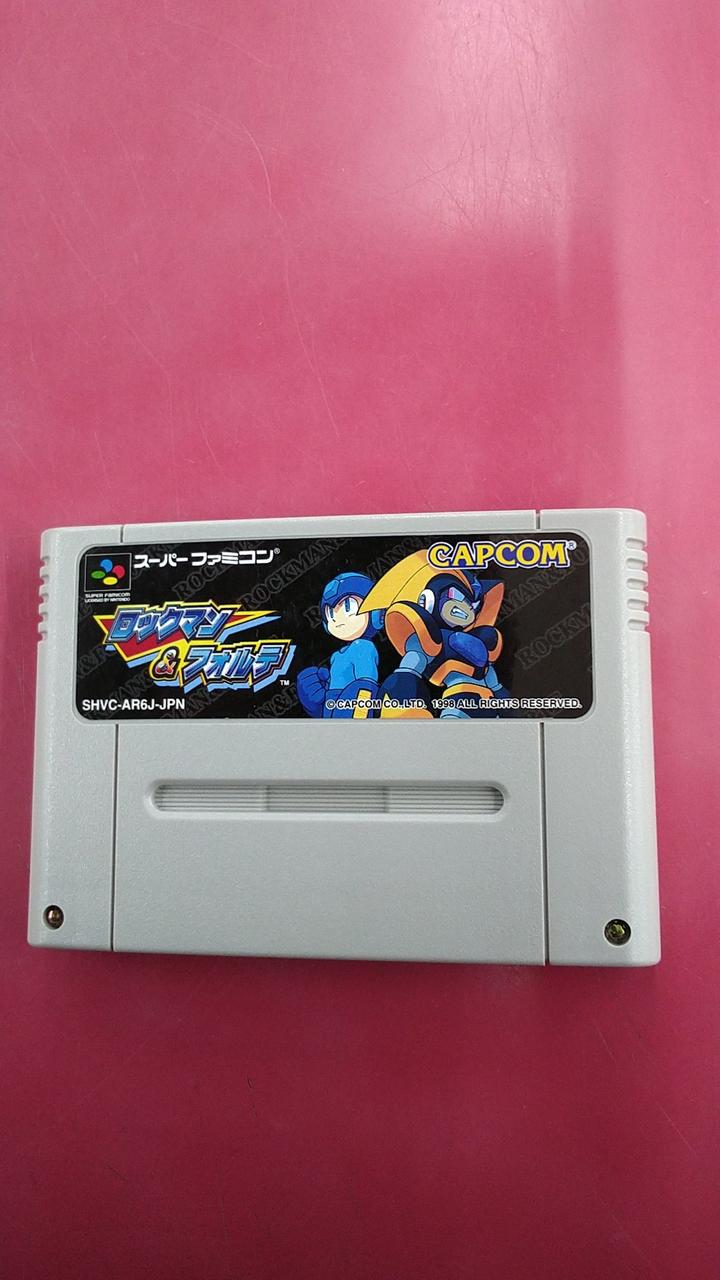 スーパーファミコン®
SUPER FAMICOM
LICENSED BY NINTENDO
CAPCOM®
ロックマン
&フォルテ
™
SHVC-AR6J-JPN
© CAPCOM CO.,LTD. 1998 ALL RIGHTS RESERVED.